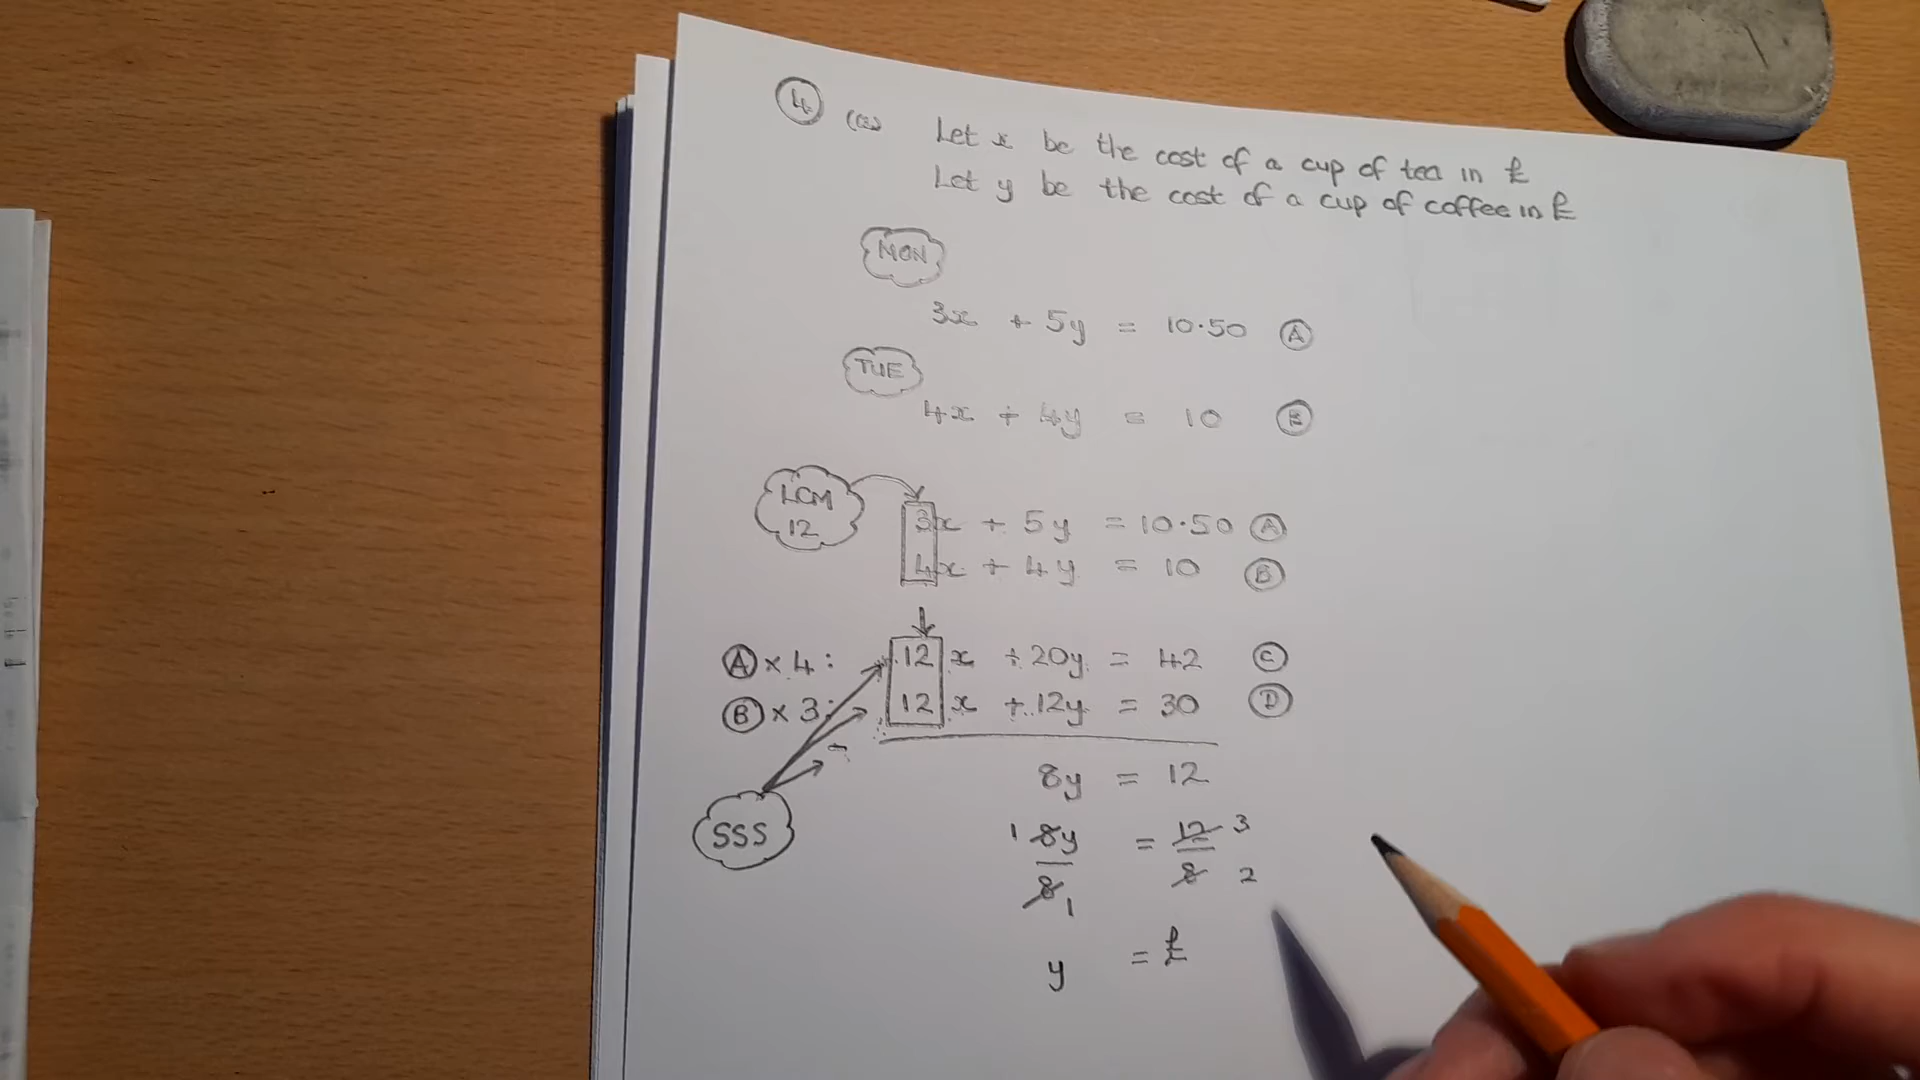 4 (a) Let x be the cost of a cup of tea in £
Let y be the cost of a cup of coffee in £
MON
3x + 5y = 10.50 A
TUE
4x + 4y = 10 B
LCM
12
3x + 5y = 10.50 A
4x + 4y = 10 B
A × 4: 12x + 20y = 42 C
B × 3: 12x + 12y = 30 D
-
8y = 12
SSS
1 8y = 12 3
8 1 8 2
y = £